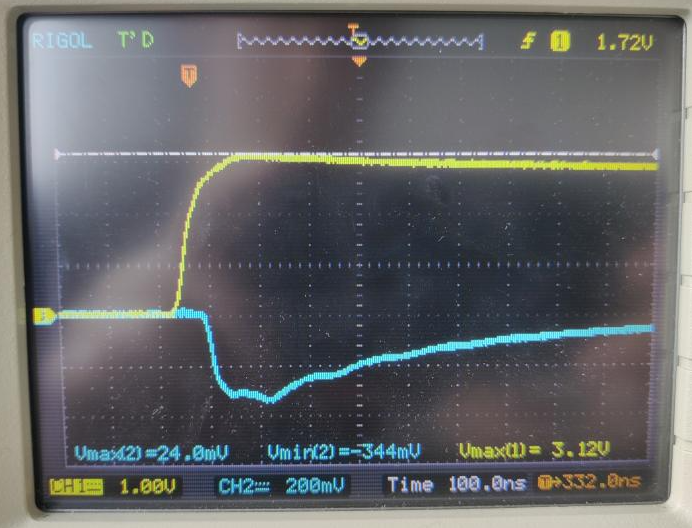 RIGOL T'D T f 1 1.72V
T
Vmax(2)=24.0mV Vmin(2)=-344mV Vmax(1)= 3.12V
CH1 1.00V CH2 200mV Time 100.0ns T→332.0ns